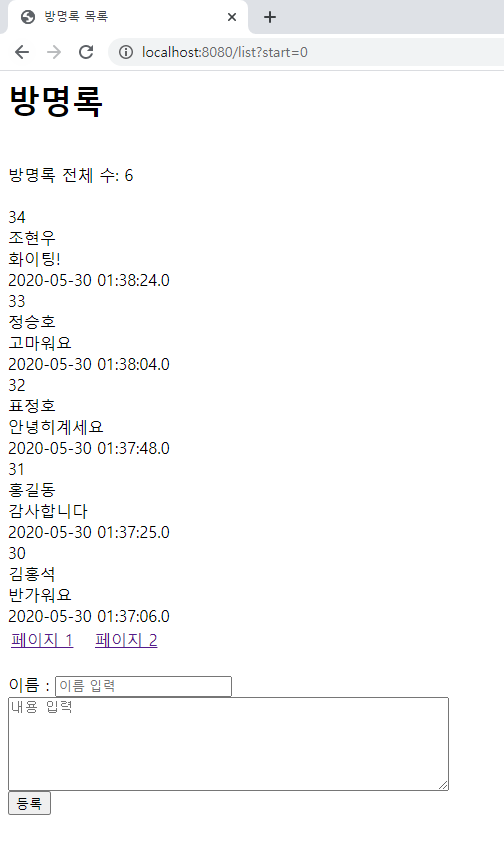 방명록 목록
localhost:8080/list?start=0
방명록
방명록 전체 수: 6
34
조현우
화이팅!
2020-05-30 01:38:24.0
33
정승호
고마워요
2020-05-30 01:38:04.0
32
표정호
안녕히계세요
2020-05-30 01:37:48.0
31
홍길동
감사합니다
2020-05-30 01:37:25.0
30
김홍석
반가워요
2020-05-30 01:37:06.0
페이지 1 페이지 2
이름 : 이름 입력
내용 입력
등록